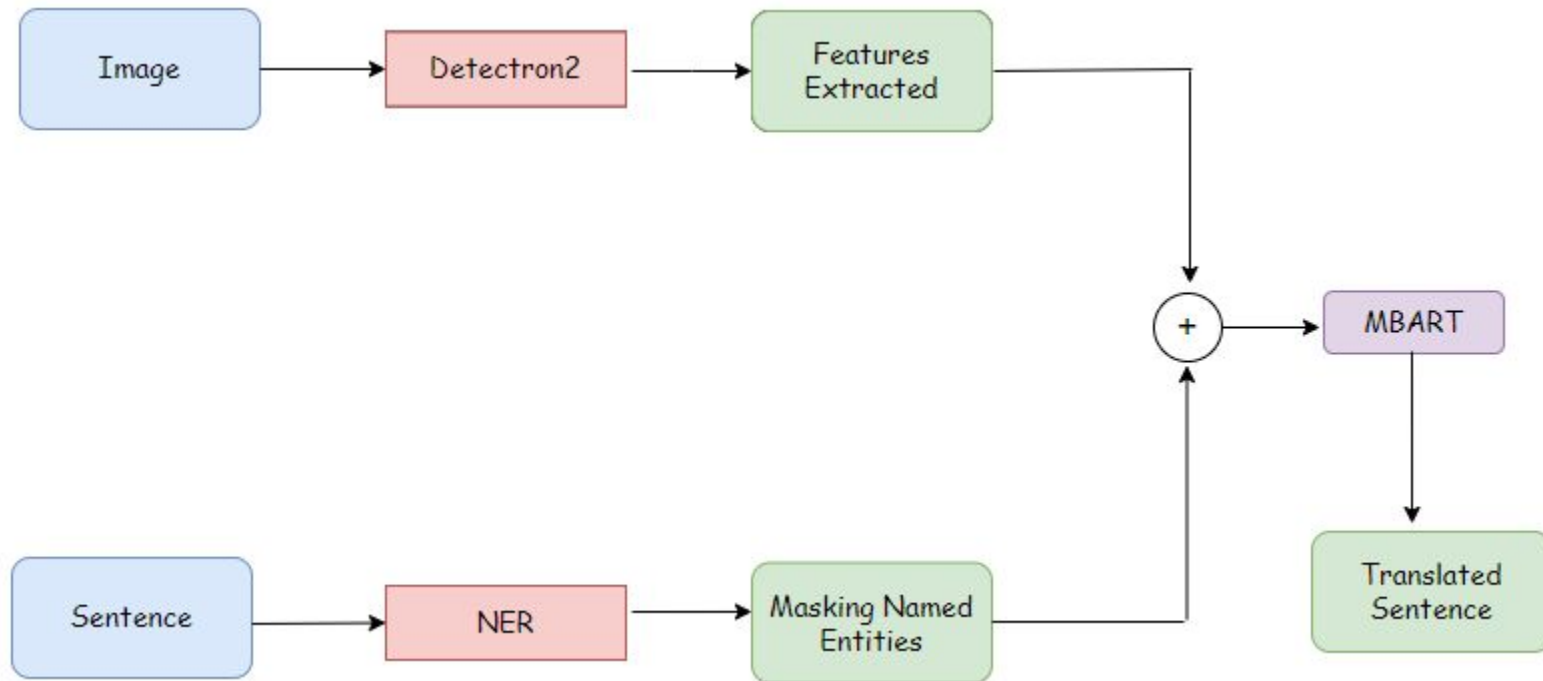 Image
Detectron2
Features
Extracted
+
MBART
Sentence
NER
Masking Named
Entities
Translated
Sentence